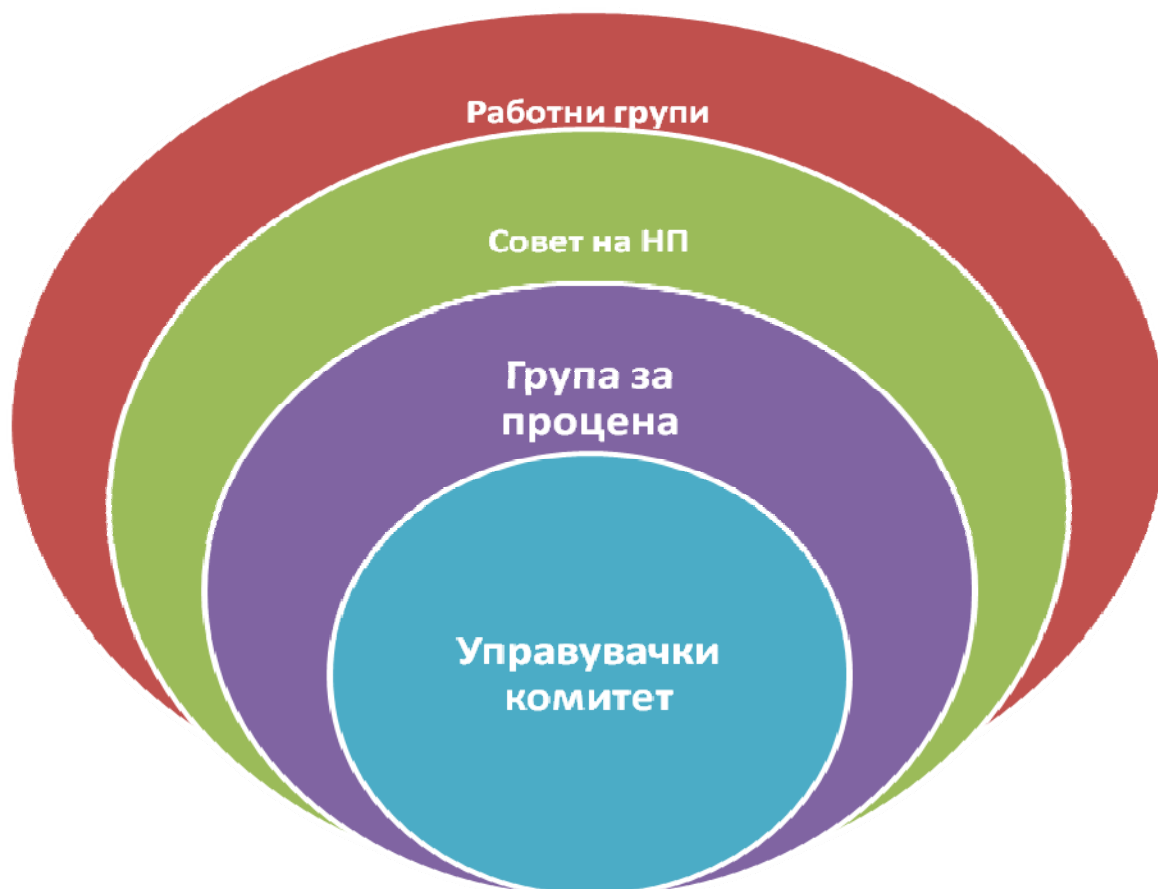 Работни групи
Совет на НП
Група за
процена
Управувачки
комитет